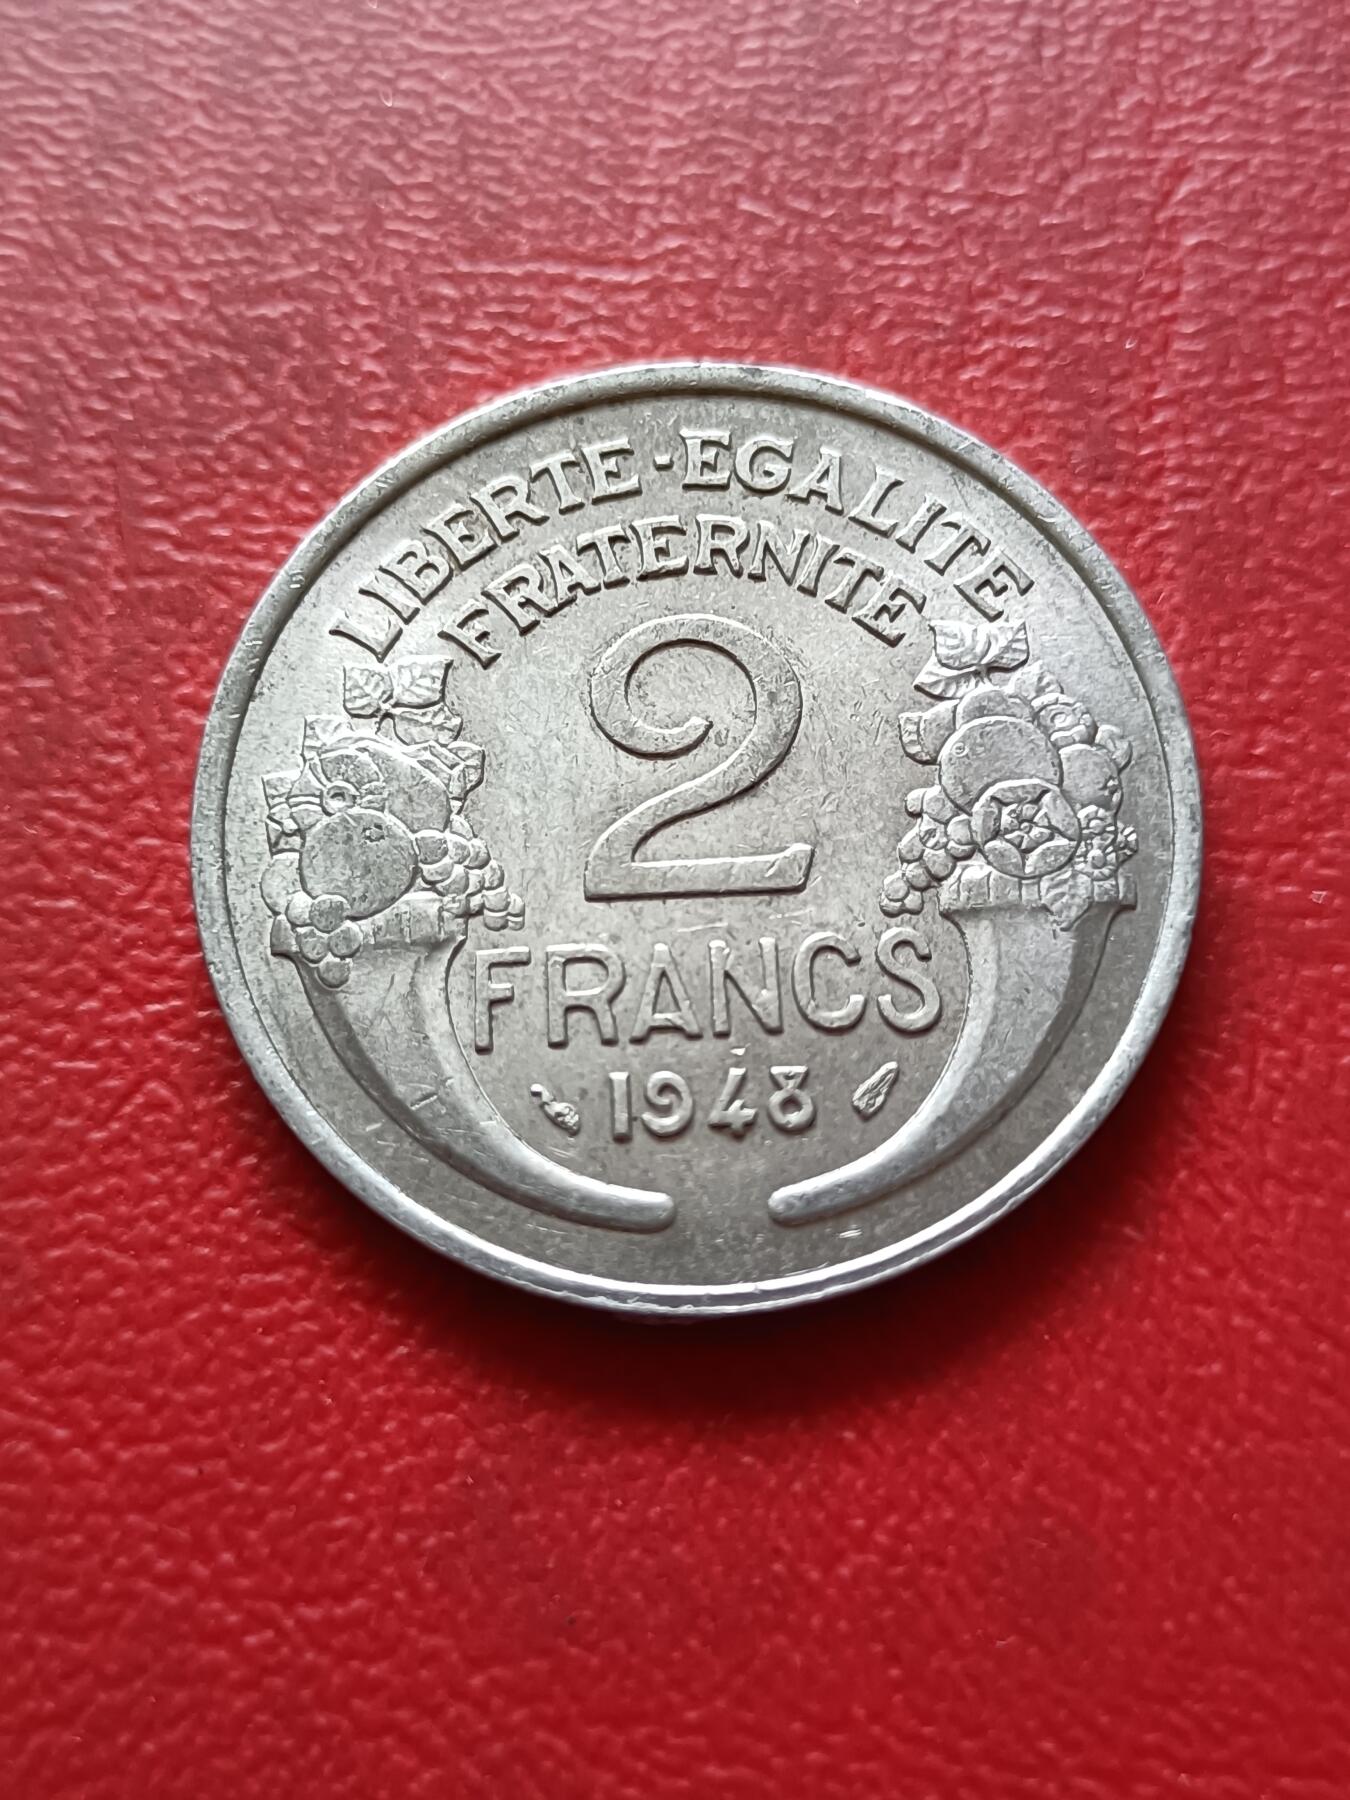 LIBERTE·EGALITE
FRATERNITE
2
FRANCS
1948